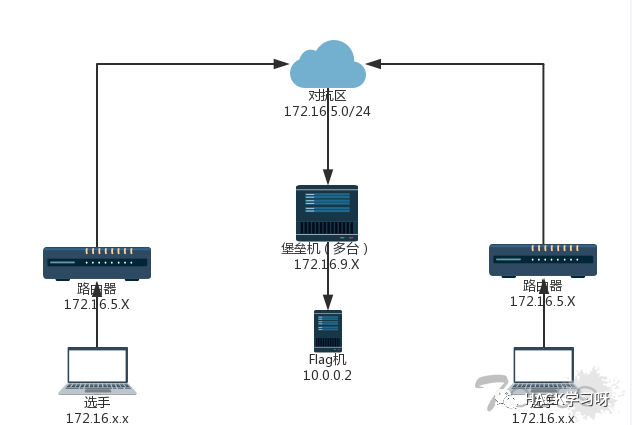 对抗区
172.16.5.0/24
堡垒机（多台）
172.16.9.X
路由器
172.16.5.X
路由器
172.16.5.X
Flag机
10.0.0.2
选手
172.16.x.x
HACK学习呀
172.16.x.x